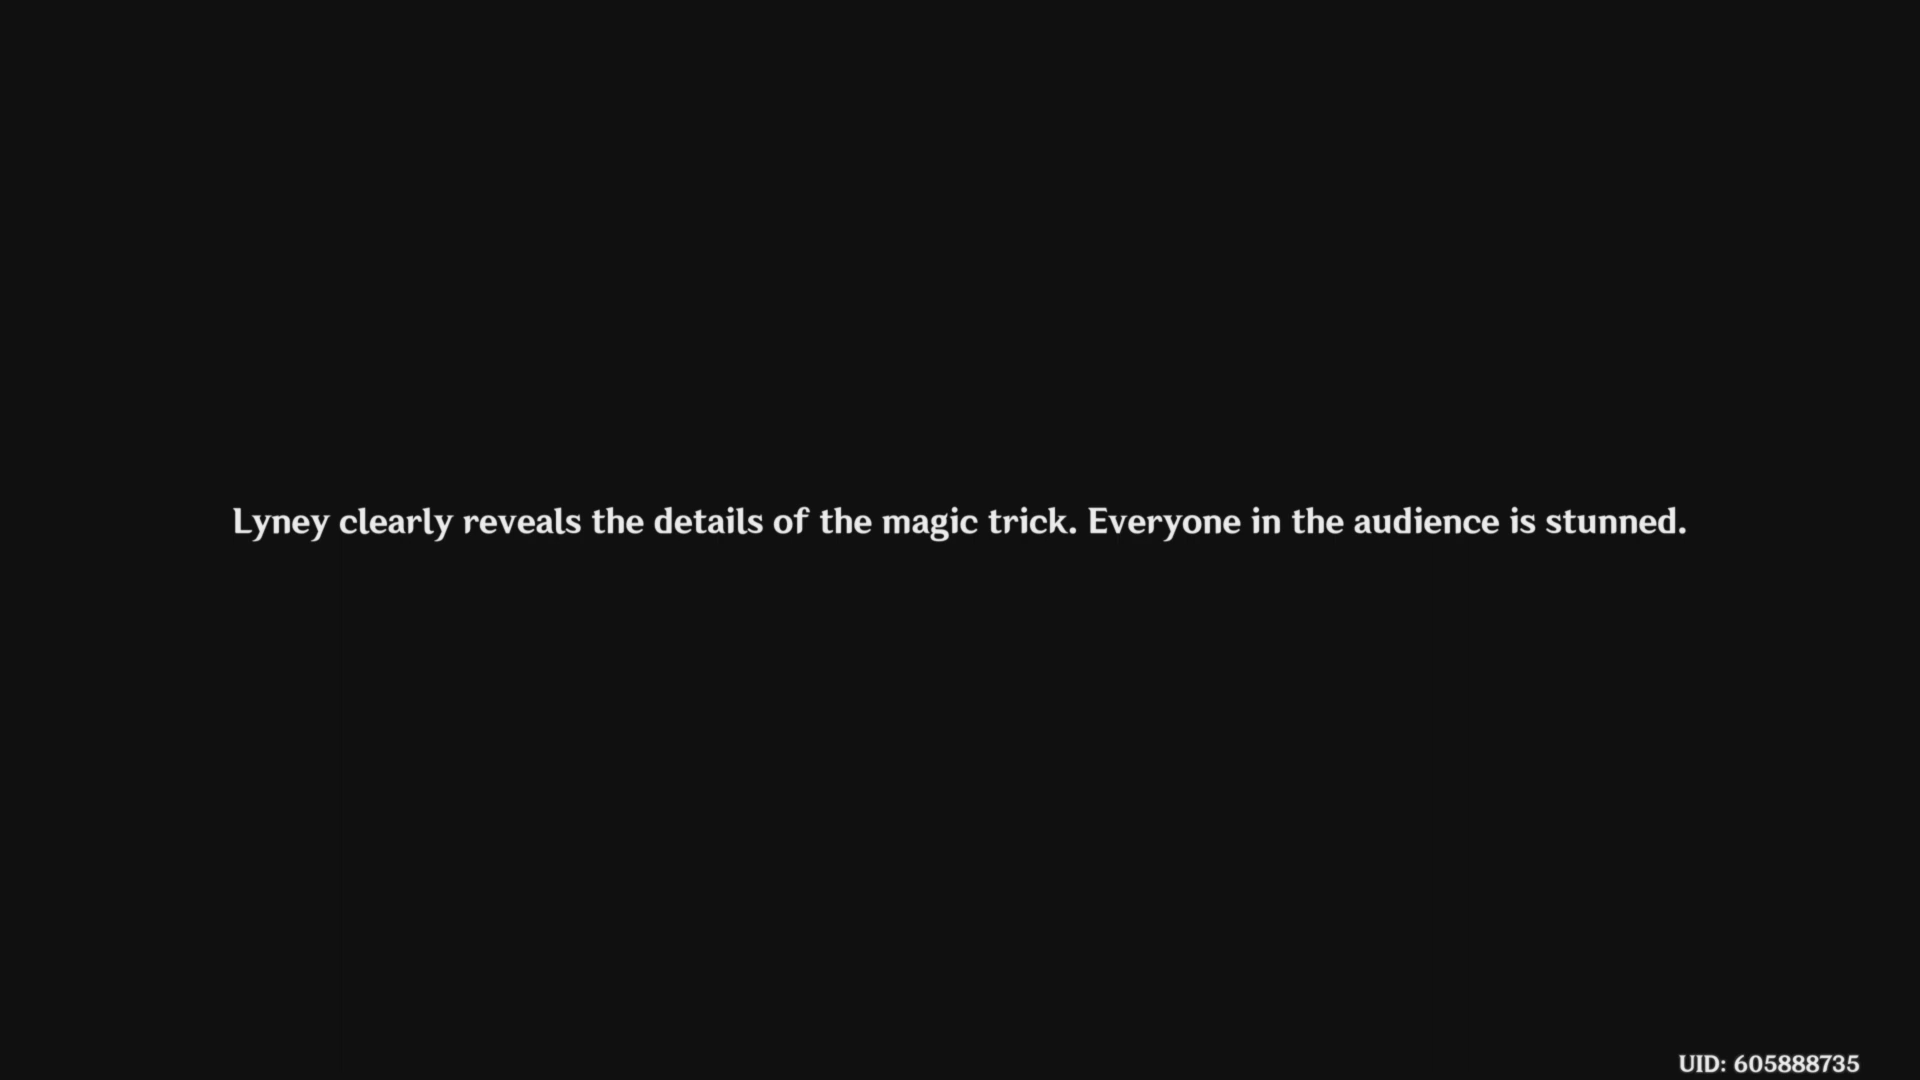 Lyney clearly reveals the details of the magic trick. Everyone in the audience is stunned.
UID: 605888735